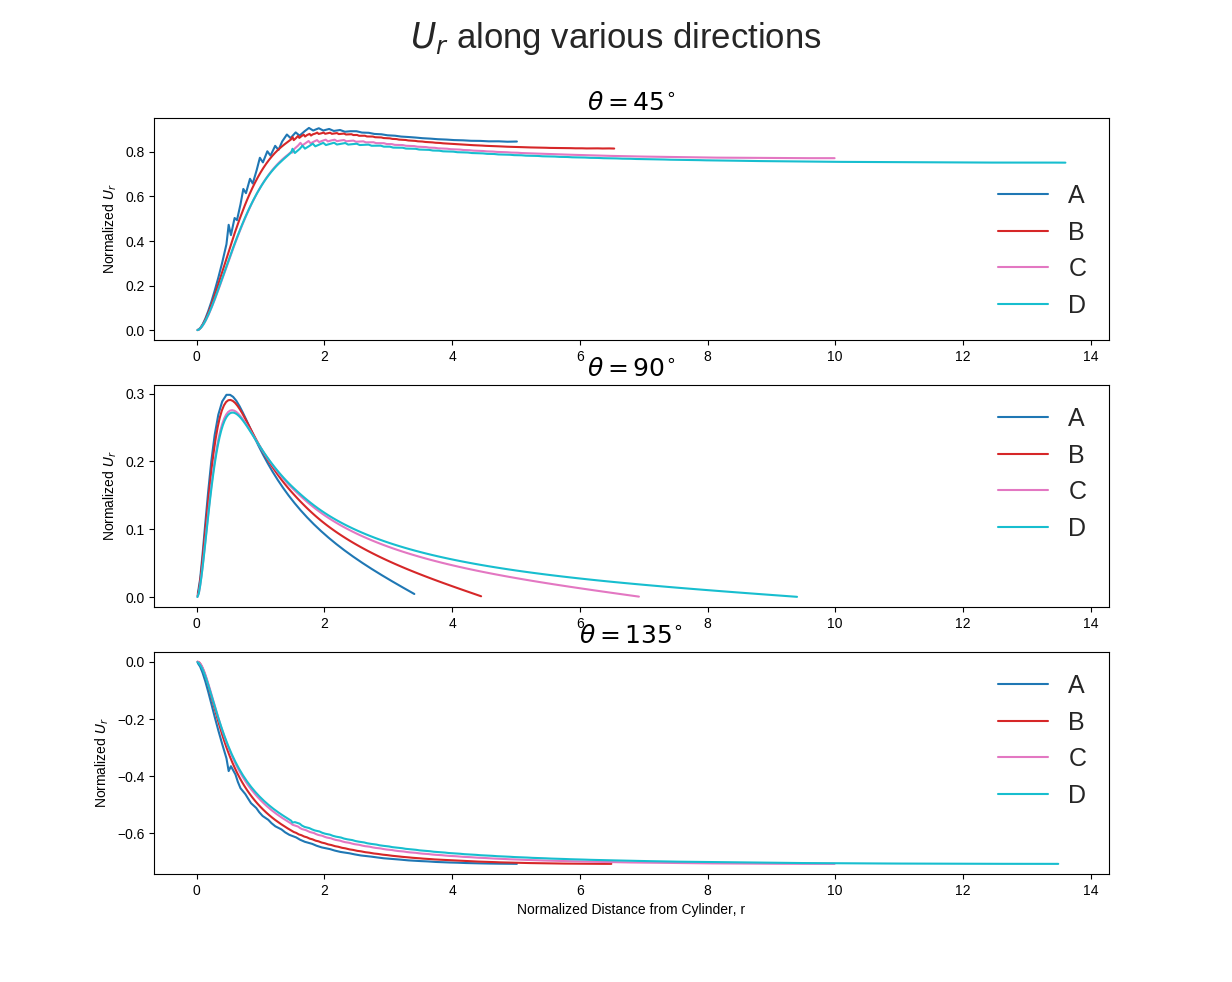 U_r along various directions
θ = 45°
Normalized U_r
0.8
0.6
0.4
0.2
0.0
A
B
C
D
0 2 4 6 8 10 12 14
θ = 90°
Normalized U_r
0.3
0.2
0.1
0.0
A
B
C
D
0 2 4 6 8 10 12 14
θ = 135°
Normalized U_r
0.0
−0.2
−0.4
−0.6
A
B
C
D
0 2 4 6 8 10 12 14
Normalized Distance from Cylinder, r